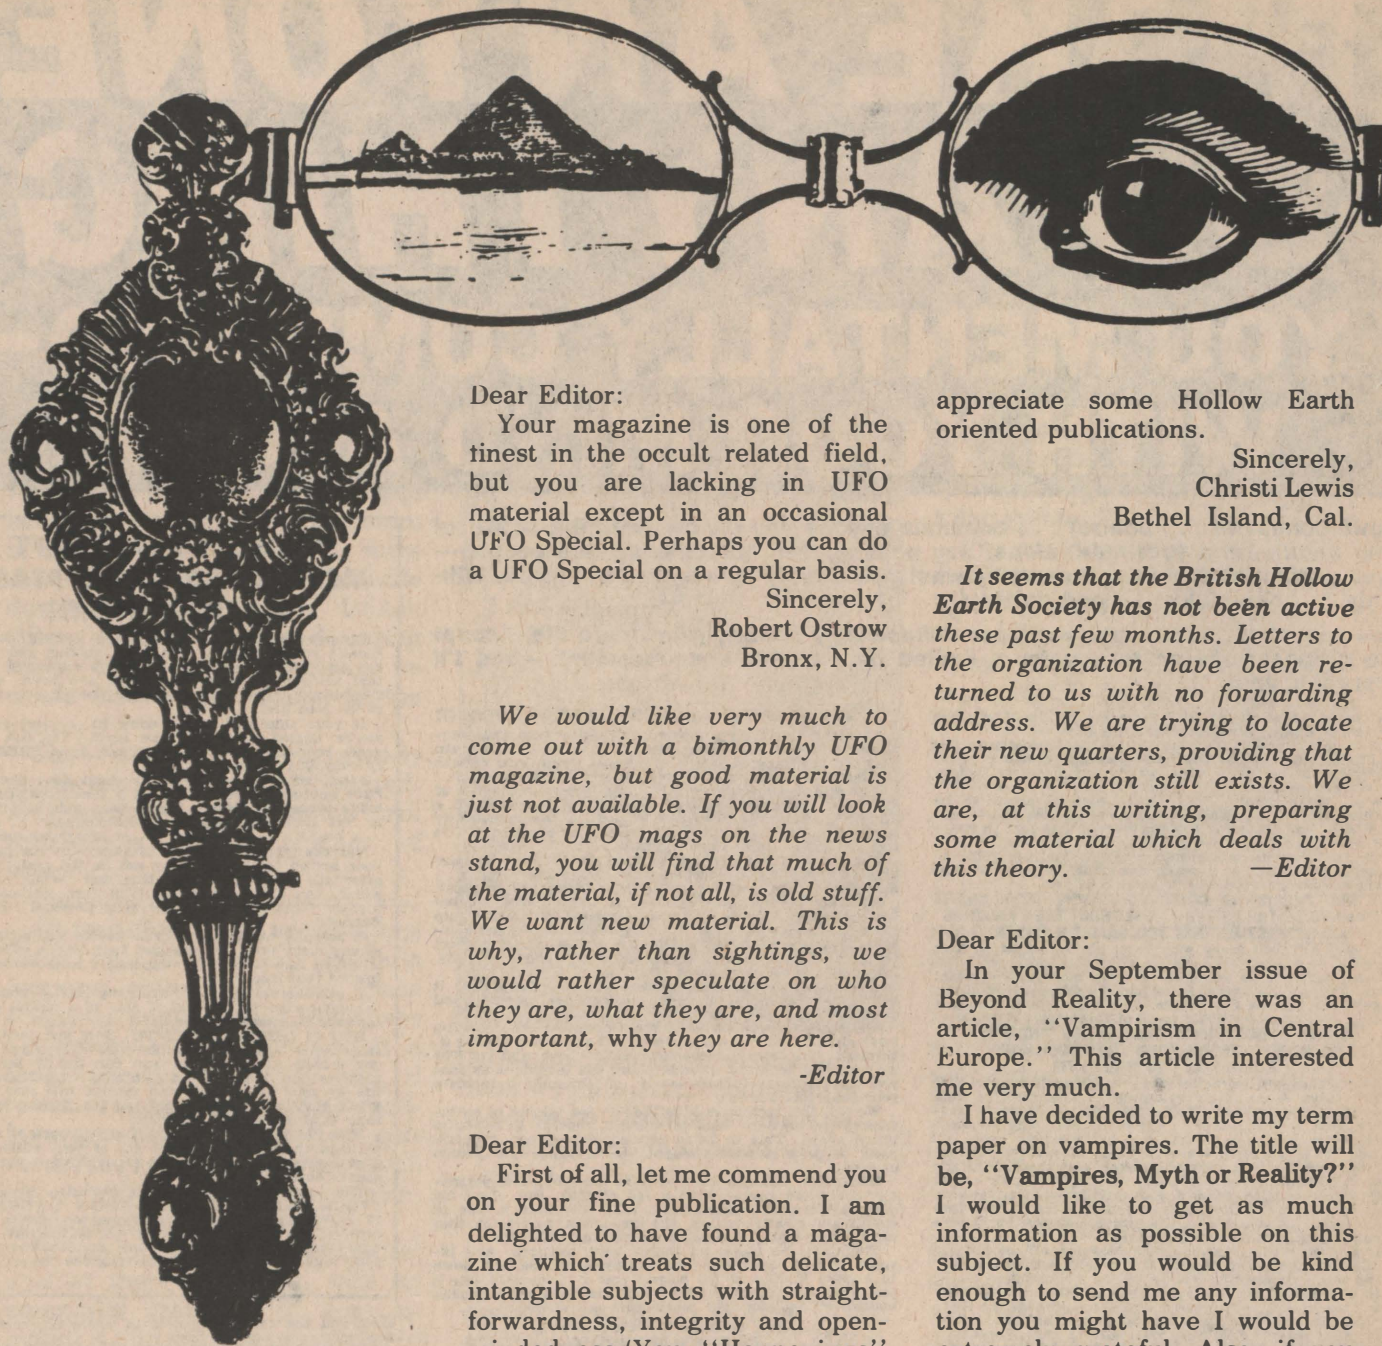 Dear Editor:
Your magazine is one of the
finest in the occult related field,
but you are lacking in UFO
material except in an occasional
UFO Special. Perhaps you can do
a UFO Special on a regular basis.
Sincerely,
Robert Ostrow
Bronx, N.Y.
We would like very much to
come out with a bimonthly UFO
magazine, but good material is
just not available. If you will look
at the UFO mags on the news
stand, you will find that much of
the material, if not all, is old stuff.
We want new material. This is
why, rather than sightings, we
would rather speculate on who
they are, what they are, and most
important, why they are here.
-Editor
Dear Editor:
First of all, let me commend you
on your fine publication. I am
delighted to have found a maga-
zine which treats such delicate,
intangible subjects with straight-
forwardness, integrity and open-
appreciate some Hollow Earth
oriented publications.
Sincerely,
Christi Lewis
Bethel Island, Cal.
It seems that the British Hollow
Earth Society has not been active
these past few months. Letters to
the organization have been re-
turned to us with no forwarding
address. We are trying to locate
their new quarters, providing that
the organization still exists. We
are, at this writing, preparing
some material which deals with
this theory. —Editor
Dear Editor:
In your September issue of
Beyond Reality, there was an
article, "Vampirism in Central
Europe." This article interested
me very much.
I have decided to write my term
paper on vampires. The title will
be, "Vampires, Myth or Reality?"
I would like to get as much
information as possible on this
subject. If you would be kind
enough to send me any informa-
tion you might have I would be